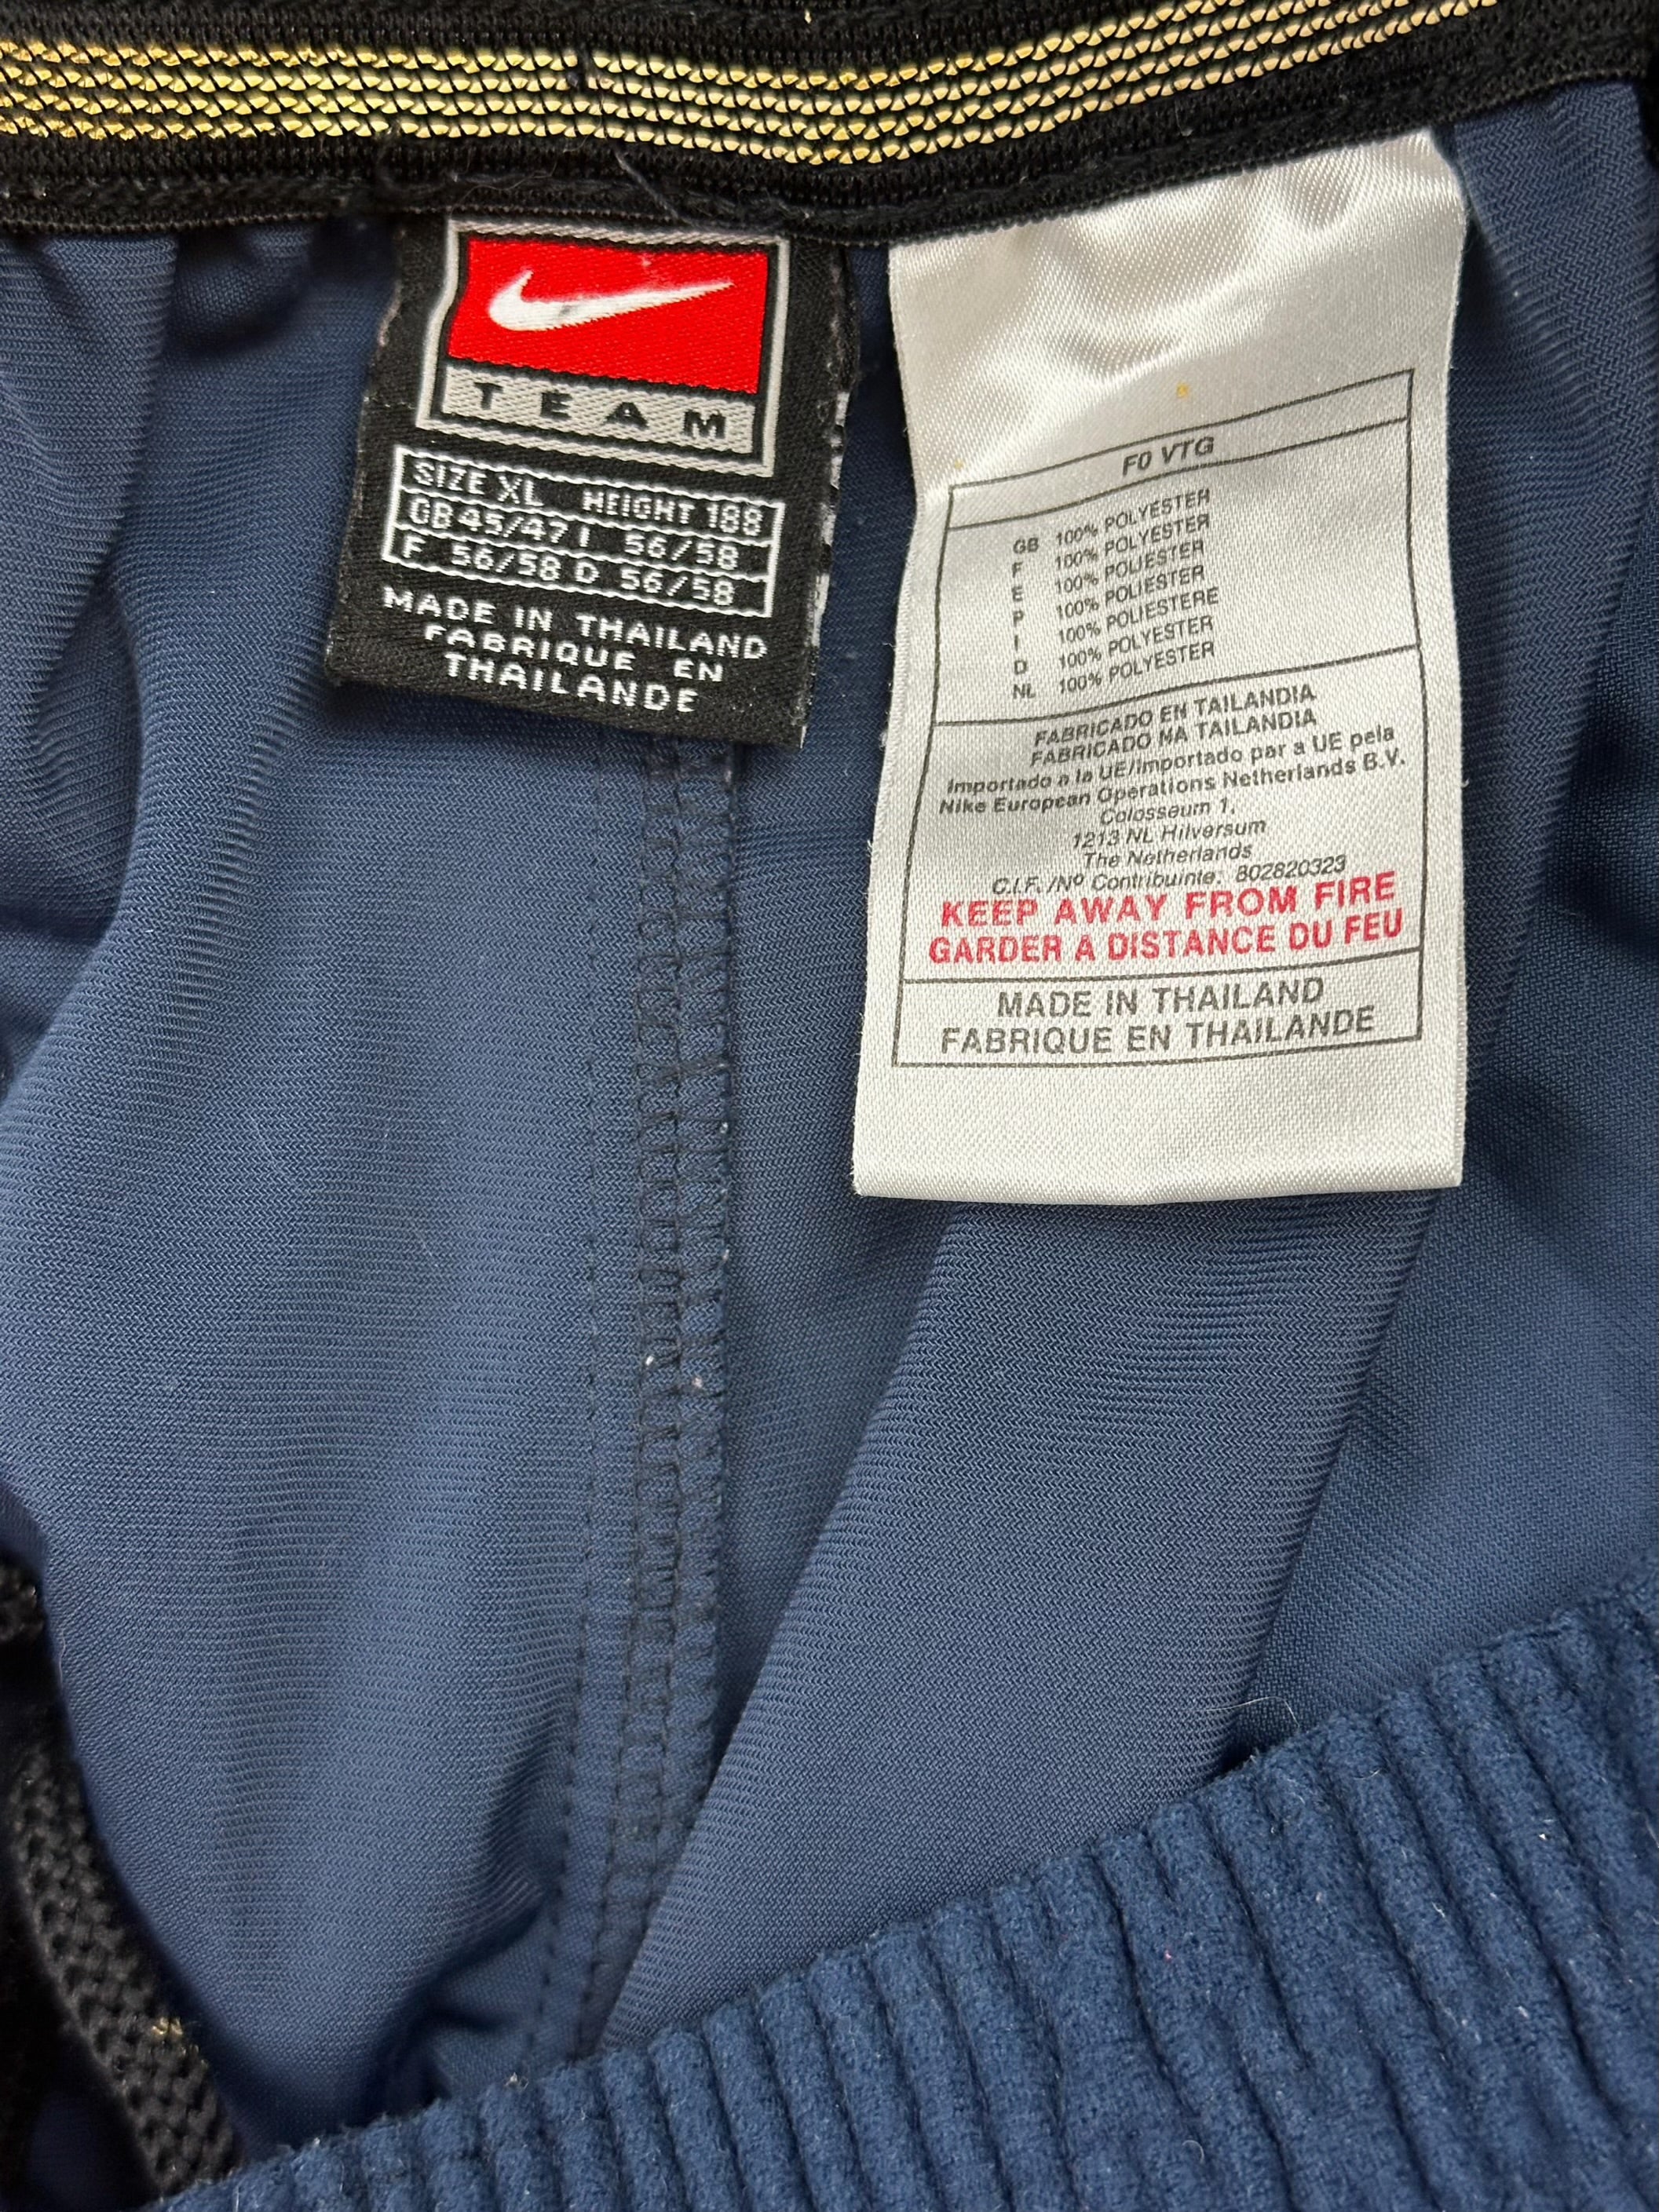 TEAM
SIZE XL HEIGHT 188
GB 45/47 I 56/58
F 56/58 D 56/58
MADE IN THAILAND
FABRIQUE EN
THAILANDE
F0 VTG
GB 100% POLYESTER
F 100% POLYESTER
E 100% POLIESTER
P 100% POLIESTER
I 100% POLIESTERE
D 100% POLYESTER
NL 100% POLYESTER
FABRICADO EN TAILANDIA
FABRICADO NA TAILANDIA
Importado a la UE/Importado par a UE pela
Nike European Operations Netherlands B.V.
Colosseum 1,
1213 NL Hilversum
The Netherlands
C.I.F. /Nº Contribuinte: 802820323
KEEP AWAY FROM FIRE
GARDER A DISTANCE DU FEU
MADE IN THAILAND
FABRIQUE EN THAILANDE